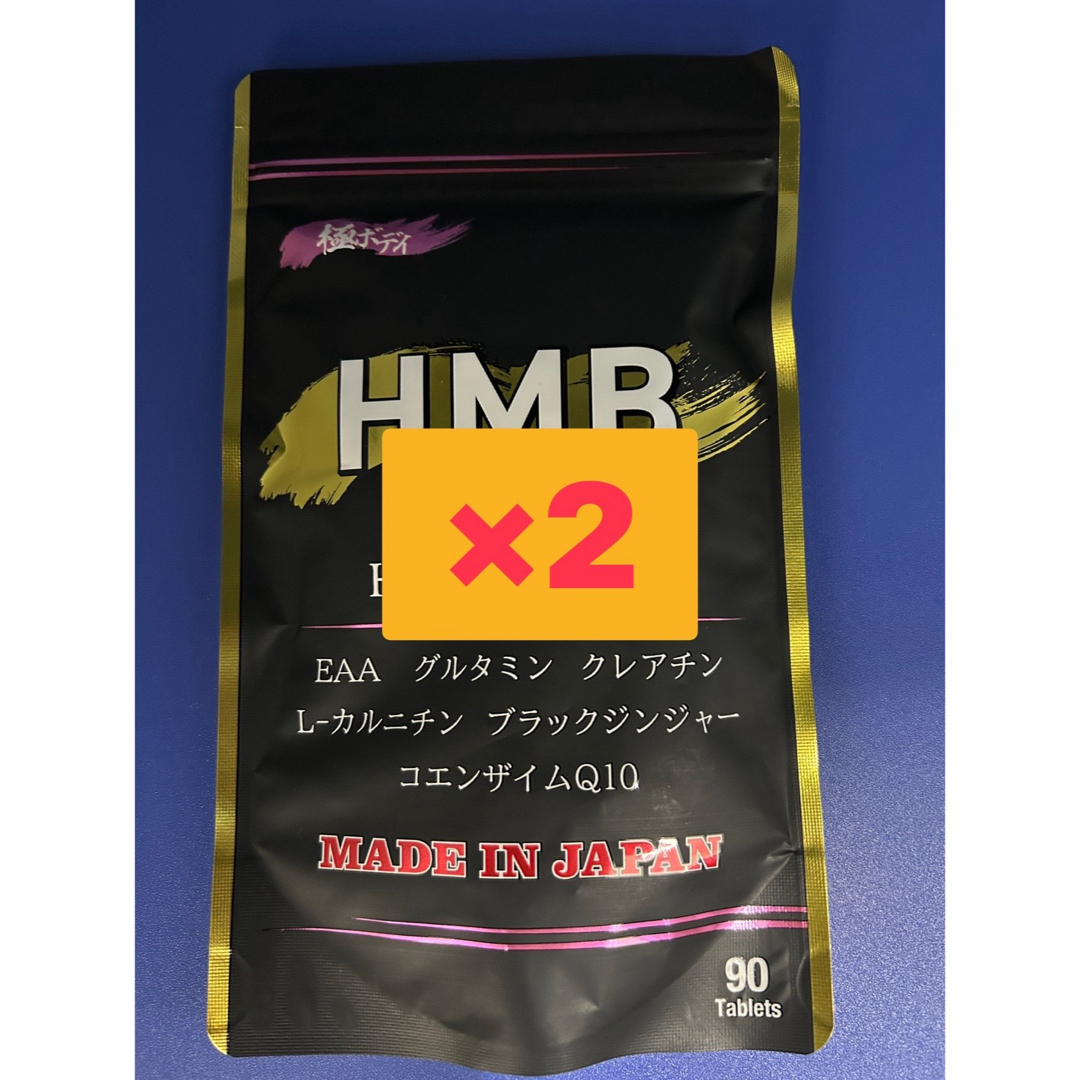 極ボディ
HMB
×2
EAA グルタミン クレアチン
L-カルニチン ブラックジンジャー
コエンザイムQ10
MADE IN JAPAN
90
Tablets